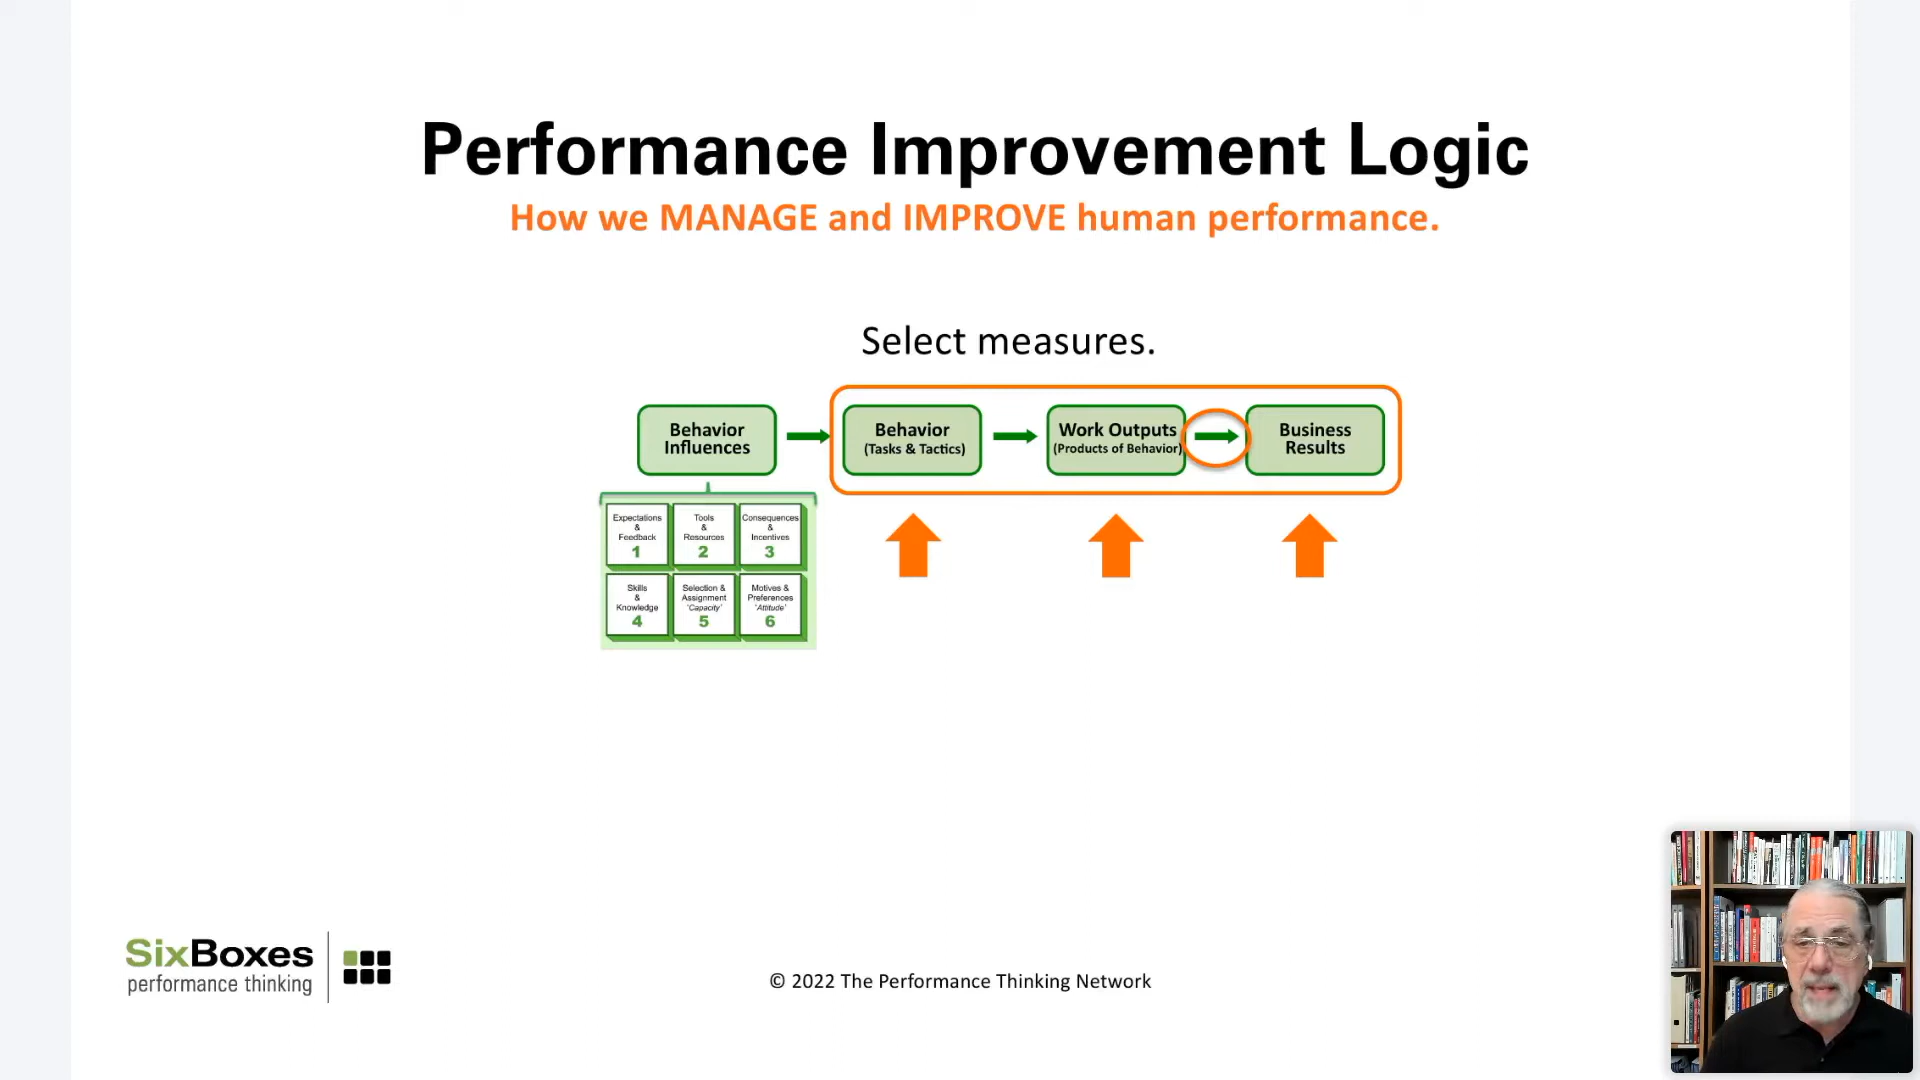 Performance Improvement Logic
How we MANAGE and IMPROVE human performance.
Select measures.
Behavior
Influences
Behavior
(Tasks & Tactics)
Work Outputs
(Products of Behavior)
Business
Results
Expectations
&
Feedback
1
Tools
&
Resources
2
Consequences
&
Incentives
3
Skills
&
Knowledge
4
Selection &
Assignment
'Capacity'
5
Motives &
Preferences
'Attitude'
6
SixBoxes
performance thinking
© 2022 The Performance Thinking Network